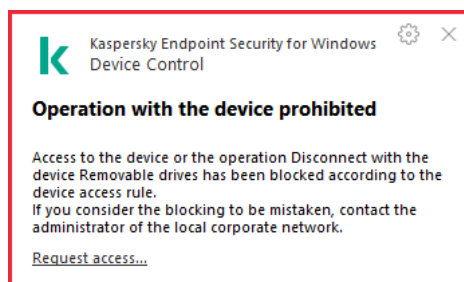 Kaspersky Endpoint Security for Windows
Device Control
Operation with the device prohibited
Access to the device or the operation Disconnect with the
device Removable drives has been blocked according to the
device access rule.
If you consider the blocking to be mistaken, contact the
administrator of the local corporate network.
Request access...